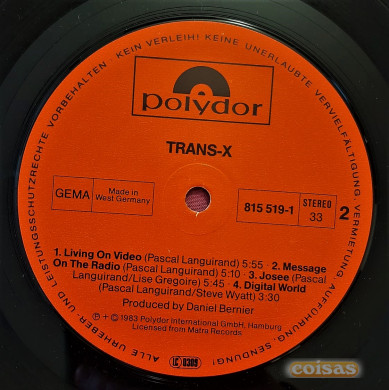 ALLE URHEBER- UND LEISTUNGSSCHUTZRECHTE VORBEHALTEN · KEIN VERLEIH! KEINE UNERLAUBTE VERVIELFÄLTIGUNG, VERMIETUNG, AUFFÜHRUNG, SENDUNG!
polydor
TRANS-X
GEMA
Made in
West Germany
815 519-1
STEREO
33
2
1. Living On Video (Pascal Languirand) 5:55 · 2. Message
On The Radio (Pascal Languirand) 5:10 · 3. Josee (Pascal
Languirand/Lise Gregoire) 5:45 · 4. Digital World
(Pascal Languirand/Steve Wyatt) 3:30
Produced by Daniel Bernier
℗ + © 1983 Polydor International GmbH, Hamburg
Licensed from Matra Records
LC 0309
coisas